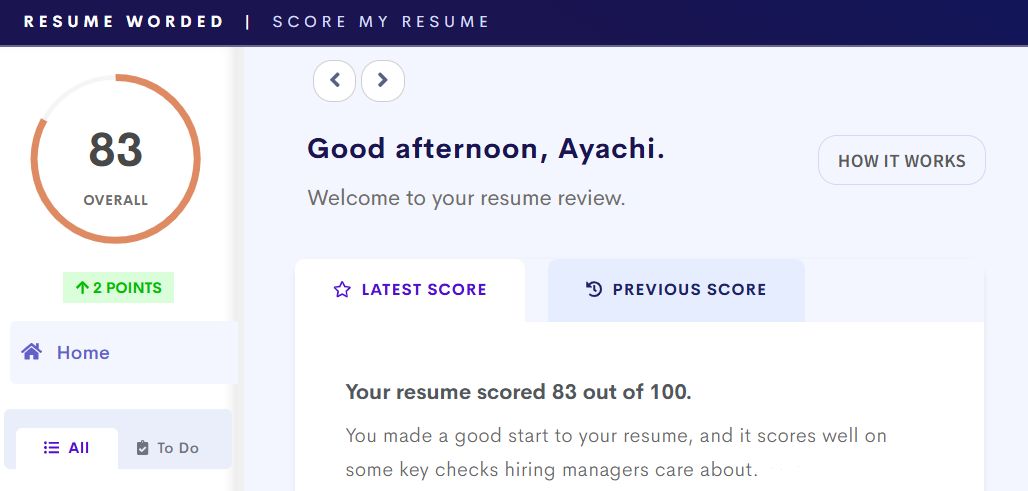 RESUME WORDED | SCORE MY RESUME
83
OVERALL
2 POINTS
Home
All
To Do
Good afternoon, Ayachi.
HOW IT WORKS
Welcome to your resume review.
LATEST SCORE
PREVIOUS SCORE
Your resume scored 83 out of 100.
You made a good start to your resume, and it scores well on
some key checks hiring managers care about.